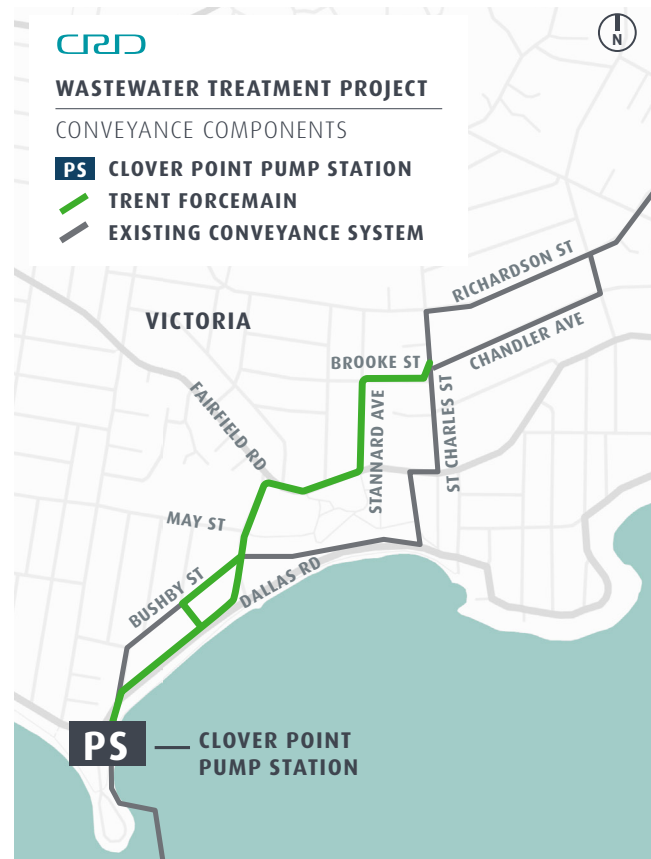 CRD
N
WASTEWATER TREATMENT PROJECT
CONVEYANCE COMPONENTS
PS CLOVER POINT PUMP STATION
TRENT FORCEMAIN
EXISTING CONVEYANCE SYSTEM
RICHARDSON ST
VICTORIA
CHANDLER AVE
BROOKE ST
FAIRFIELD RD
STANNARD AVE
ST CHARLES ST
MAY ST
BUSHBY ST
DALLAS RD
PS
CLOVER POINT
PUMP STATION